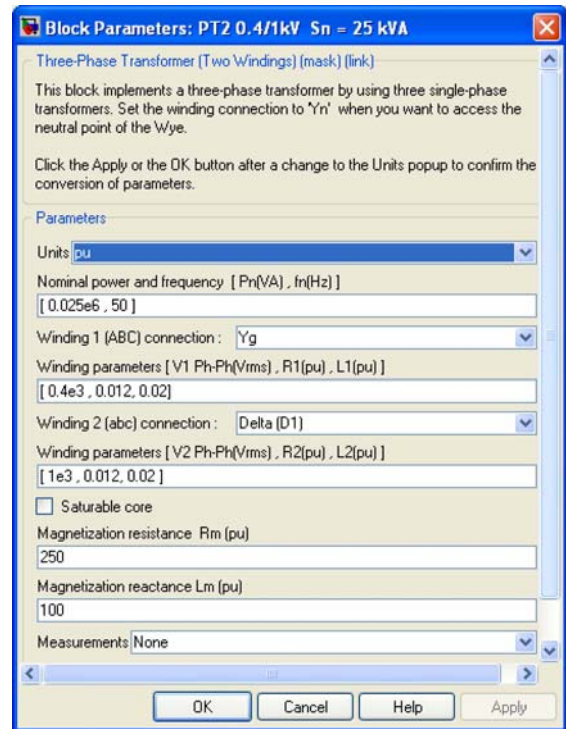 Block Parameters: PT2 0.4/1kV Sn = 25 kVA
Three-Phase Transformer (Two Windings) (mask) (link)
This block implements a three-phase transformer by using three single-phase
transformers. Set the winding connection to 'Yn' when you want to access the
neutral point of the Wye.
Click the Apply or the OK button after a change to the Units popup to confirm the
conversion of parameters.
Parameters
Units pu
Nominal power and frequency [ Pn(VA) , fn(Hz) ]
[ 0.025e6 , 50 ]
Winding 1 (ABC) connection : Yg
Winding parameters [ V1 Ph-Ph(Vrms) , R1(pu) , L1(pu) ]
[ 0.4e3 , 0.012, 0.02]
Winding 2 (abc) connection : Delta (D1)
Winding parameters [ V2 Ph-Ph(Vrms) , R2(pu) , L2(pu) ]
[ 1e3 , 0.012, 0.02 ]
Saturable core
Magnetization resistance Rm (pu)
250
Magnetization reactance Lm (pu)
100
Measurements None
OK Cancel Help Apply